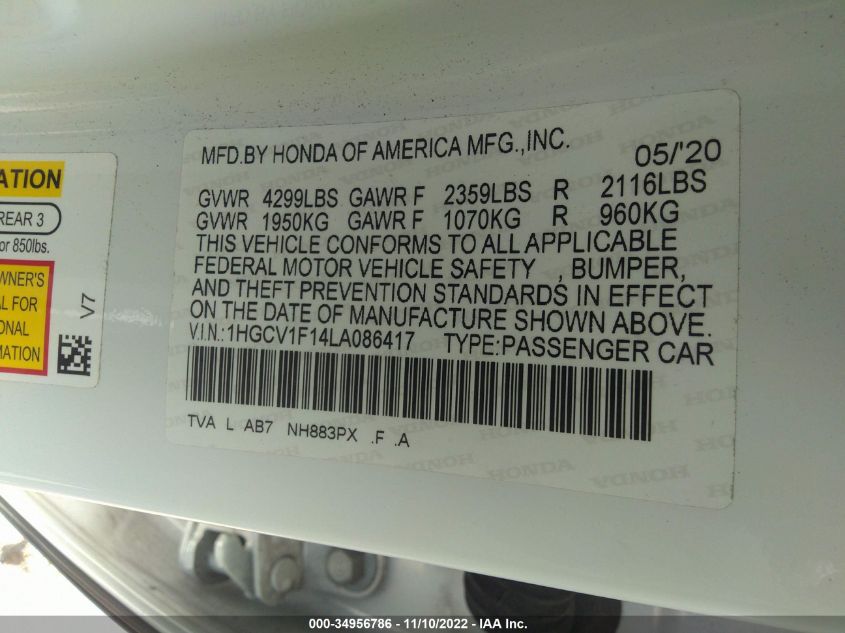 ATION
REAR 3
or 850lbs.
WNER'S
AL FOR
ONAL
MATION
V7
MFD.BY HONDA OF AMERICA MFG.,INC. 05/'20
GVWR 4299LBS GAWR F 2359LBS R 2116LBS
GVWR 1950KG GAWR F 1070KG R 960KG
THIS VEHICLE CONFORMS TO ALL APPLICABLE
FEDERAL MOTOR VEHICLE SAFETY , BUMPER,
AND THEFT PREVENTION STANDARDS IN EFFECT
ON THE DATE OF MANUFACTURE SHOWN ABOVE.
V.I.N.:1HGCV1F14LA086417 TYPE:PASSENGER CAR
TVA L AB7 NH883PX .F .A
HONDA HONDA HONDA
000-34956786 - 11/10/2022 - IAA Inc.